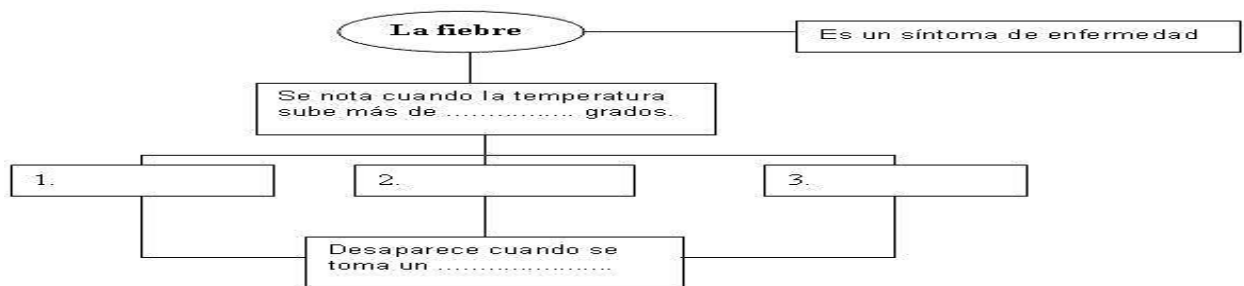 La fiebre
Es un síntoma de enfermedad
Se nota cuando la temperatura
sube más de ................ grados.
1.
2.
3.
Desaparece cuando se
toma un ......................